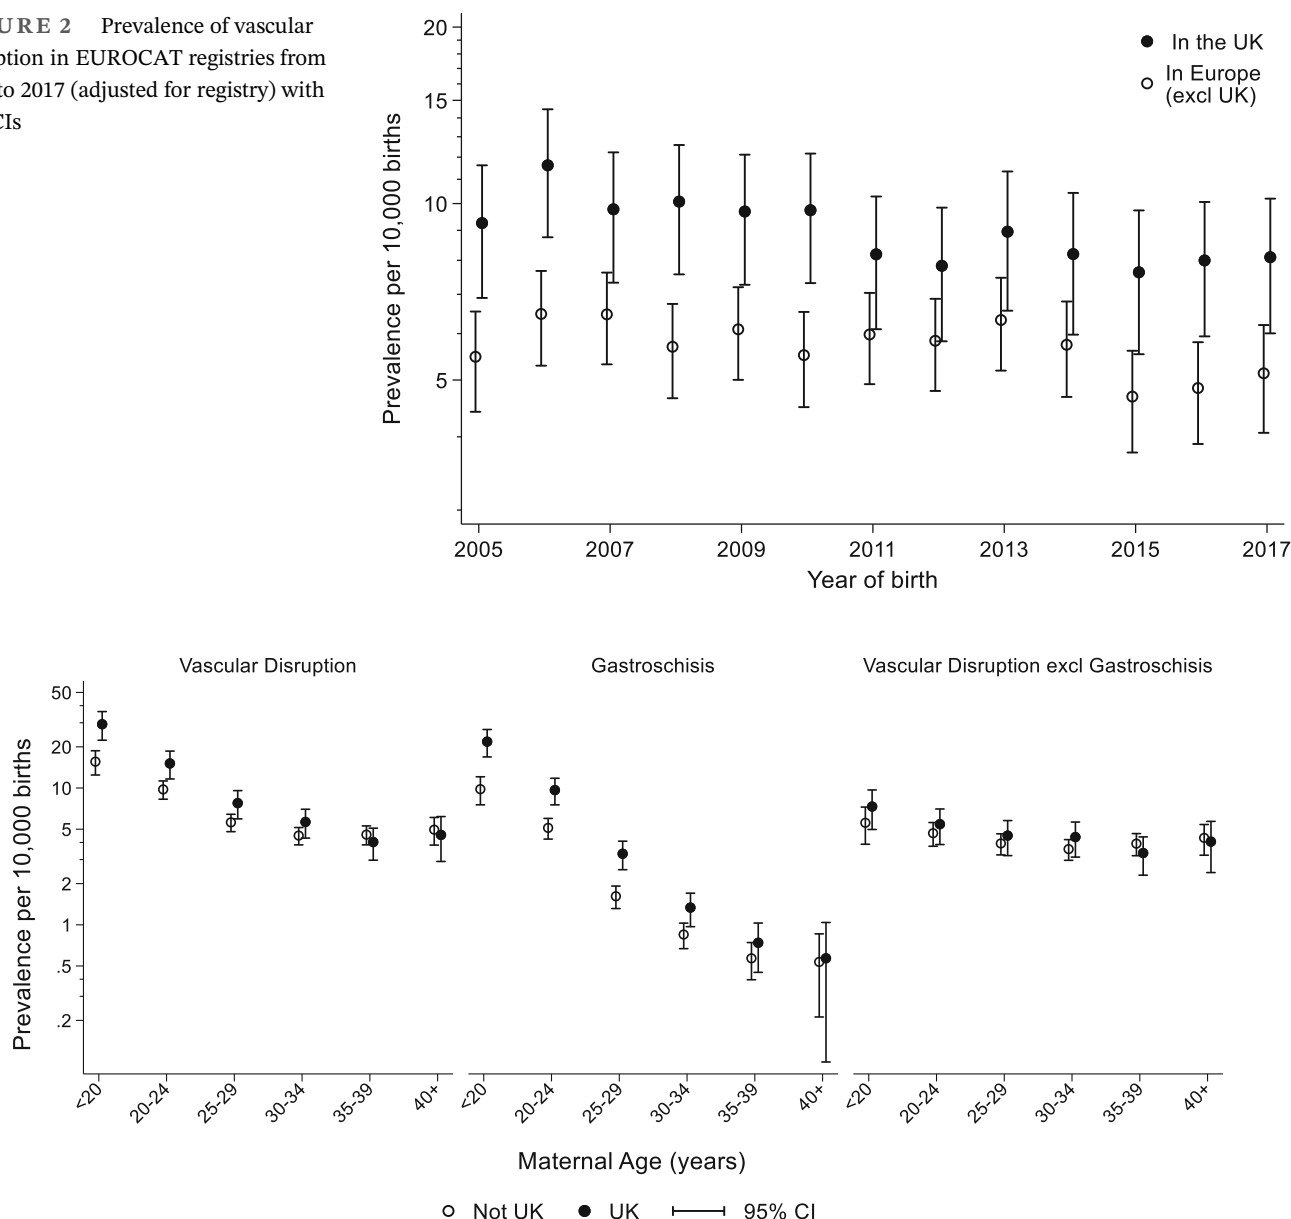 URE 2 Prevalence of vascular
ption in EUROCAT registries from
to 2017 (adjusted for registry) with
CIs
20
15
10
5
Prevalence per 10,000 births
In the UK
In Europe
(excl UK)
2005 2007 2009 2011 2013 2015 2017
Year of birth
Vascular Disruption Gastroschisis Vascular Disruption excl Gastroschisis
50
20
10
5
2
1
.5
.2
Prevalence per 10,000 births
<20 20-24 25-29 30-34 35-39 40+ <20 20-24 25-29 30-34 35-39 40+ <20 20-24 25-29 30-34 35-39 40+
Maternal Age (years)
Not UK UK 95% CI